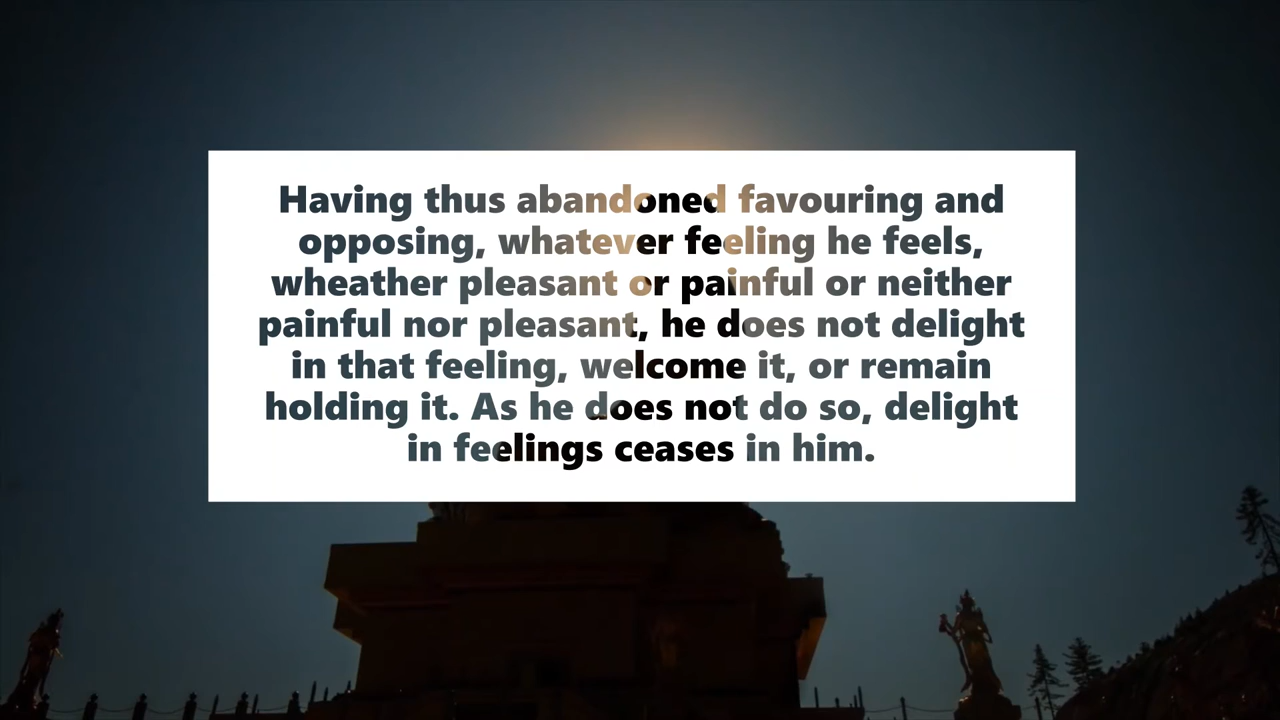 Having thus abandoned favouring and
opposing, whatever feeling he feels,
wheather pleasant or painful or neither
painful nor pleasant, he does not delight
in that feeling, welcome it, or remain
holding it. As he does not do so, delight
in feelings ceases in him.